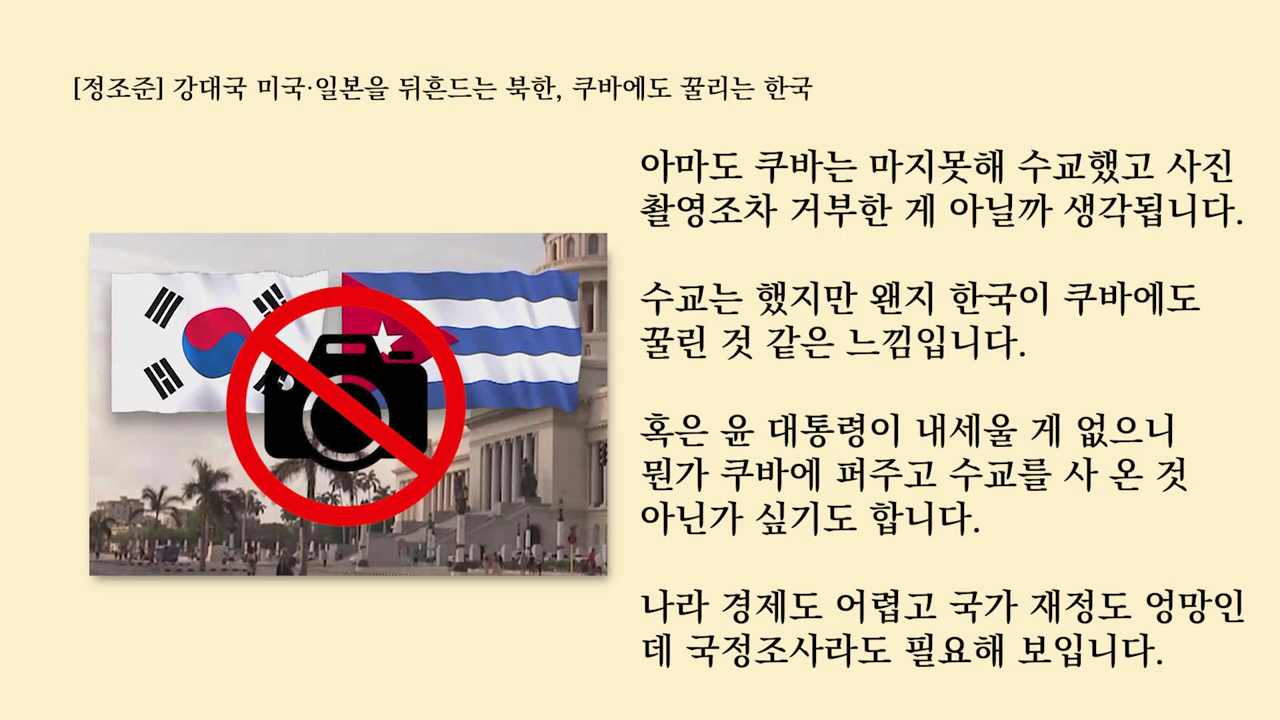 [정조준] 강대국 미국·일본을 뒤흔드는 북한, 쿠바에도 꿀리는 한국
아마도 쿠바는 마지못해 수교했고 사진
촬영조차 거부한 게 아닐까 생각됩니다.
수교는 했지만 왠지 한국이 쿠바에도
꿀린 것 같은 느낌입니다.
혹은 윤 대통령이 내세울 게 없으니
뭔가 쿠바에 퍼주고 수교를 사 온 것
아닌가 싶기도 합니다.
나라 경제도 어렵고 국가 재정도 엉망인
데 국정조사라도 필요해 보입니다.